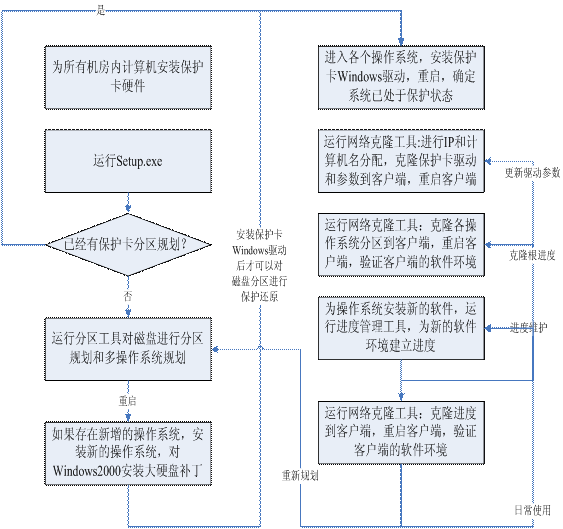 是
为所有机房内计算机安装保护
卡硬件
运行Setup.exe
已经有保护卡分区规划？
否
运行分区工具对磁盘进行分区
规划和多操作系统规划
重启
如果存在新增的操作系统，安
装新的操作系统，对
Windows2000安装大硬盘补丁
安装保护卡
Windows驱动
后才可以对
磁盘分区进行
保护还原
进入各个操作系统，安装保护
卡Windows驱动，重启，确定
系统已处于保护状态
运行网络克隆工具:进行IP和计
算机名分配，克隆保护卡驱动
和参数到客户端，重启客户端
更新驱动参数
运行网络克隆工具：克隆各操
作系统分区到客户端，重启客
户端，验证客户端的软件环境
克隆根进度
为操作系统安装新的软件，运
行进度管理工具，为新的软件
环境建立进度
进度维护
运行网络克隆工具：克隆进度
到客户端，重启客户端，验证
客户端的软件环境
重新规划
日常使用